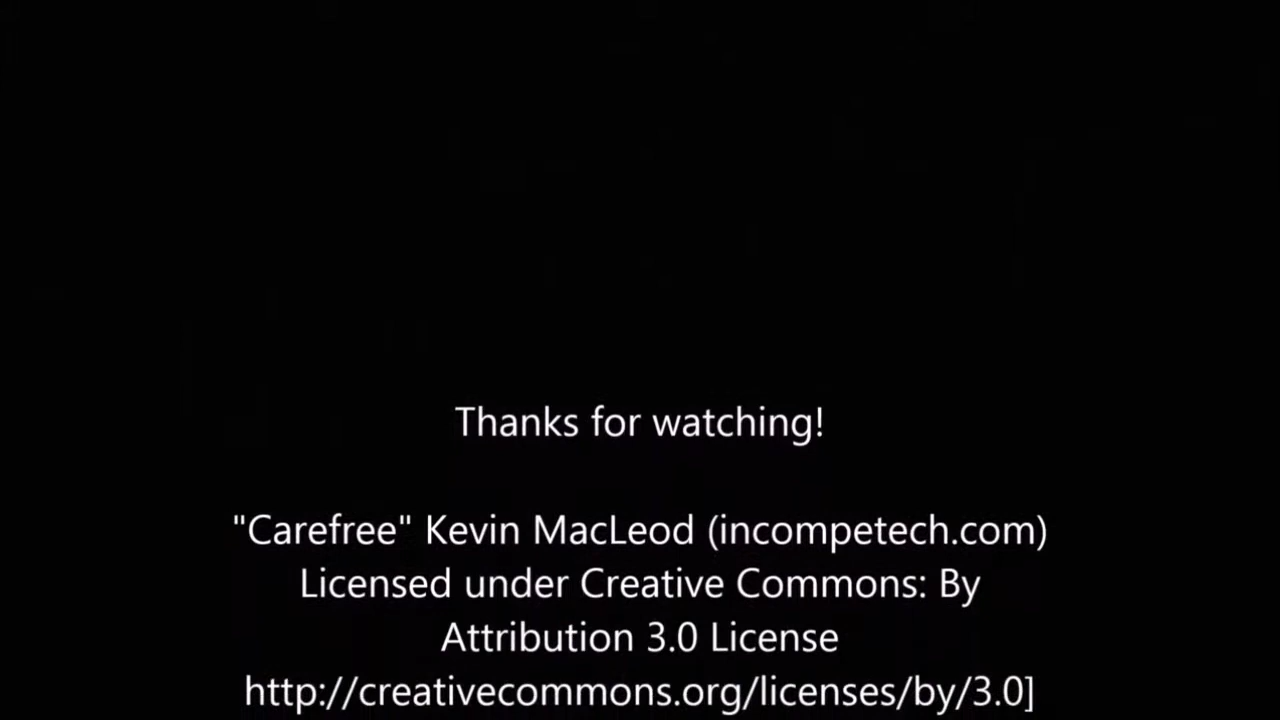 Thanks for watching!
"Carefree" Kevin MacLeod (incompetech.com)
Licensed under Creative Commons: By
Attribution 3.0 License
http://creativecommons.org/licenses/by/3.0]